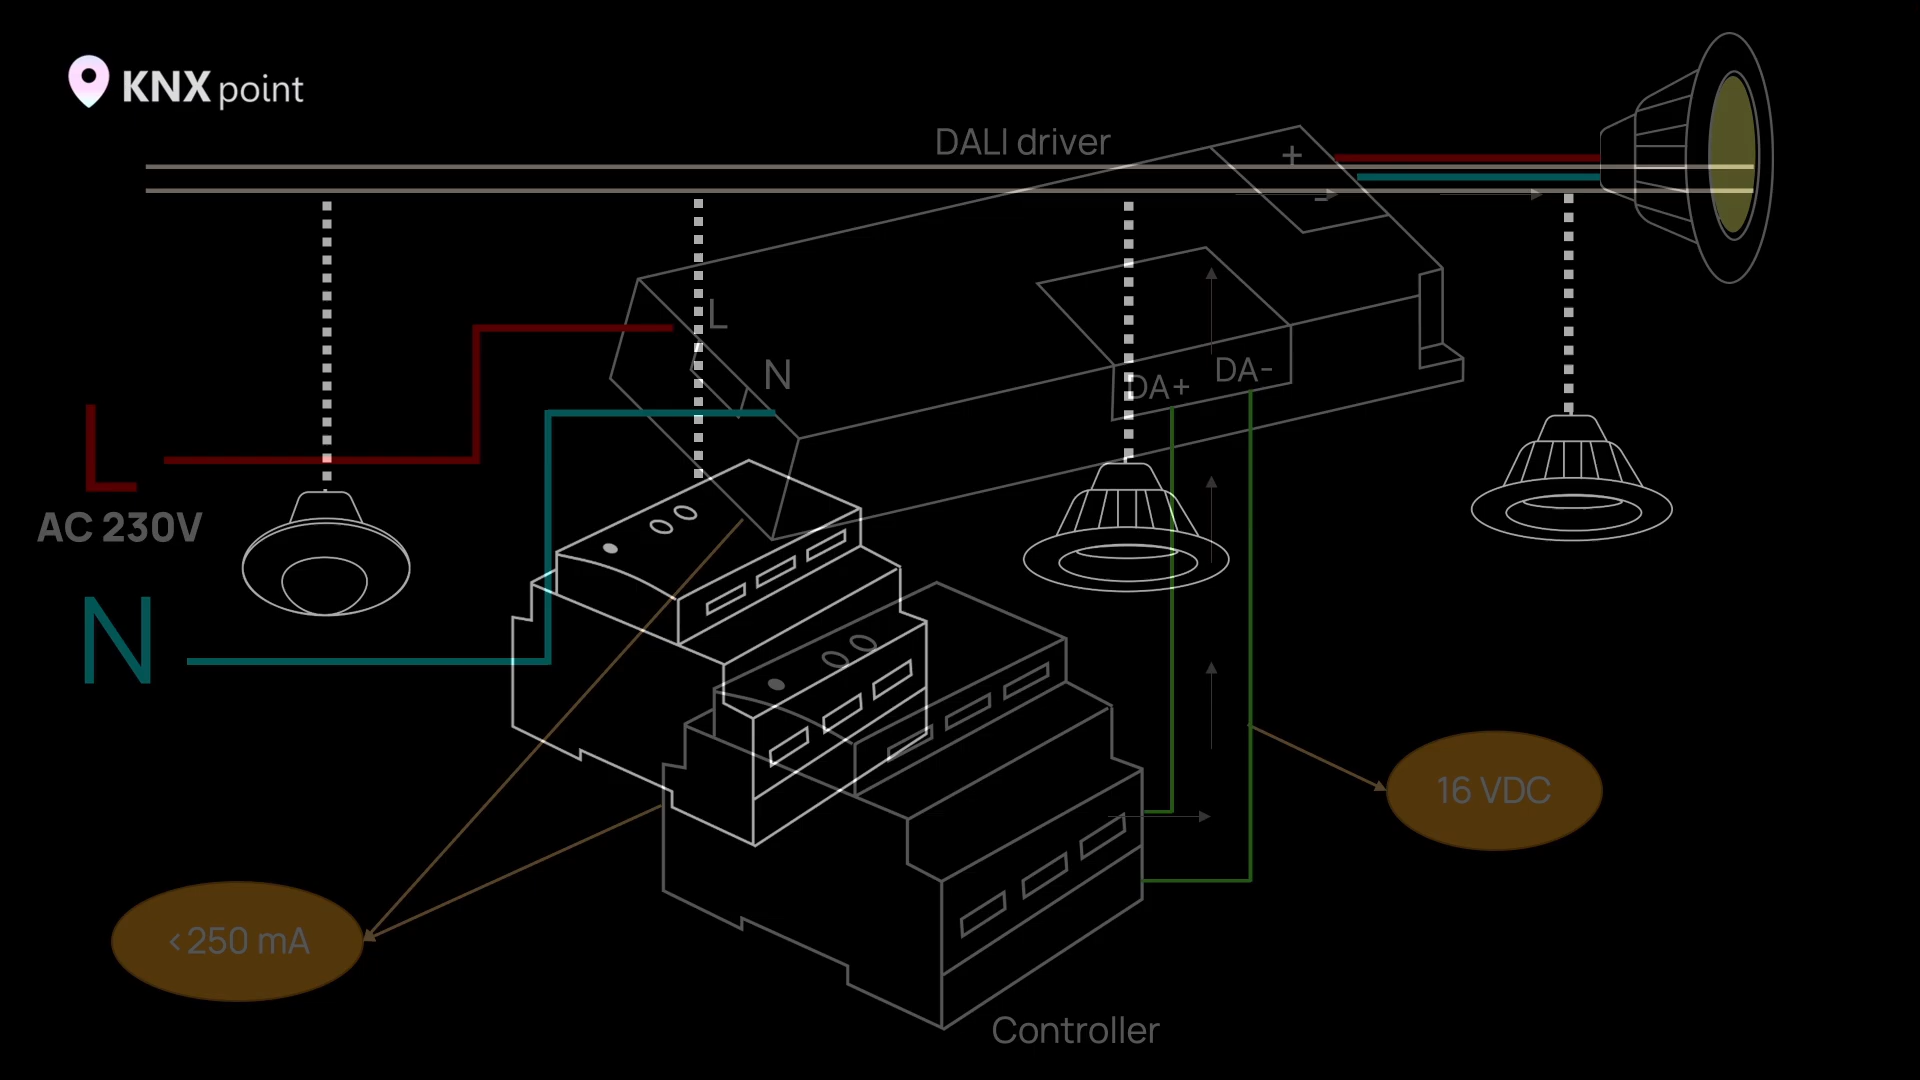 KNX point
DALI driver
+
-
L
N
DA+
DA-
L
AC 230V
N
16 VDC
<250 mA
Controller